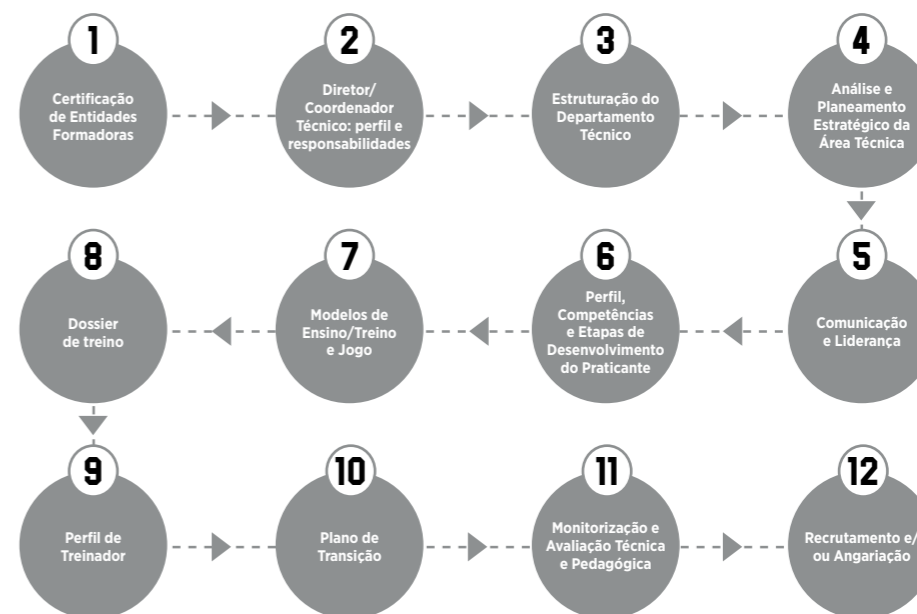 1
Certificação
de Entidades
Formadoras
2
Diretor/
Coordenador
Técnico: perfil e
responsabilidades
3
Estruturação do
Departamento
Técnico
4
Análise e
Planeamento
Estratégico da
Área Técnica
5
Comunicação
e Liderança
6
Perfil,
Competências
e Etapas de
Desenvolvimento
do Praticante
7
Modelos de
Ensino/Treino
e Jogo
8
Dossier
de treino
9
Perfil de
Treinador
10
Plano de
Transição
11
Monitorização e
Avaliação Técnica
e Pedagógica
12
Recrutamento e/
ou Angariação